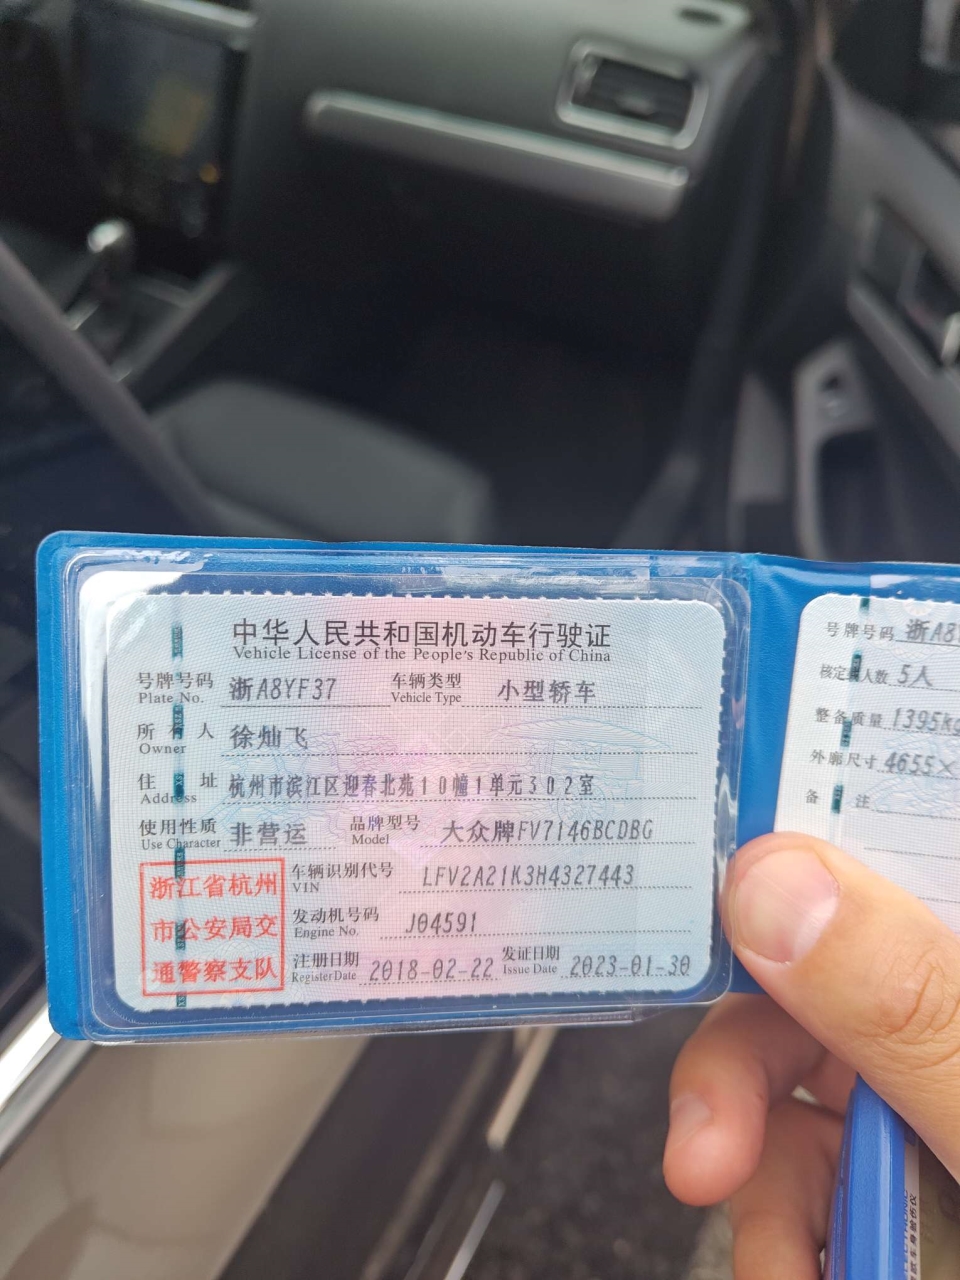 中华人民共和国机动车行驶证
Vehicle License of the People's Republic of China
号牌号码 浙A8YF37 车辆类型 小型轿车
Plate No. Vehicle Type
所有人 徐灿飞
Owner
住址 杭州市滨江区迎春北苑10幢1单元302室
Address
使用性质 非营运 品牌型号 大众牌FV7146BCDBG
Use Character Model
浙江省杭州
市公安局交
通警察支队
车辆识别代号 LFV2A21K3H4327443
VIN
发动机号码 J04591
Engine No.
注册日期 2018-02-22 发证日期 2023-01-30
Register Date Issue Date
号牌号码 浙A8Y
核定载人数 5人
整备质量 1395kg
外廓尺寸 4655×
备注